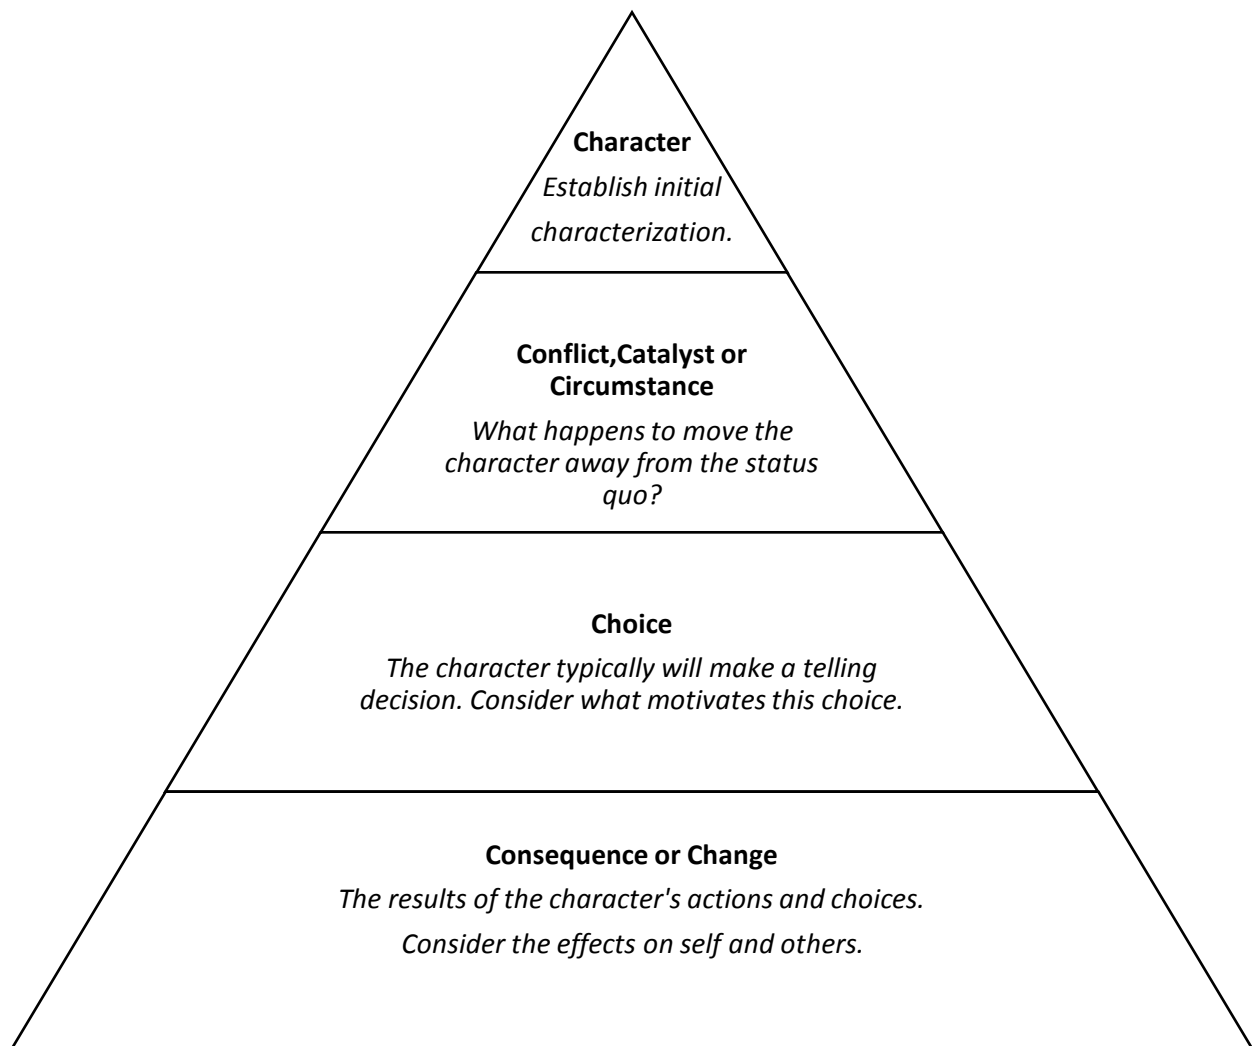 Character
Establish initial
characterization.
Conflict,Catalyst or
Circumstance
What happens to move the
character away from the status
quo?
Choice
The character typically will make a telling
decision. Consider what motivates this choice.
Consequence or Change
The results of the character's actions and choices.
Consider the effects on self and others.